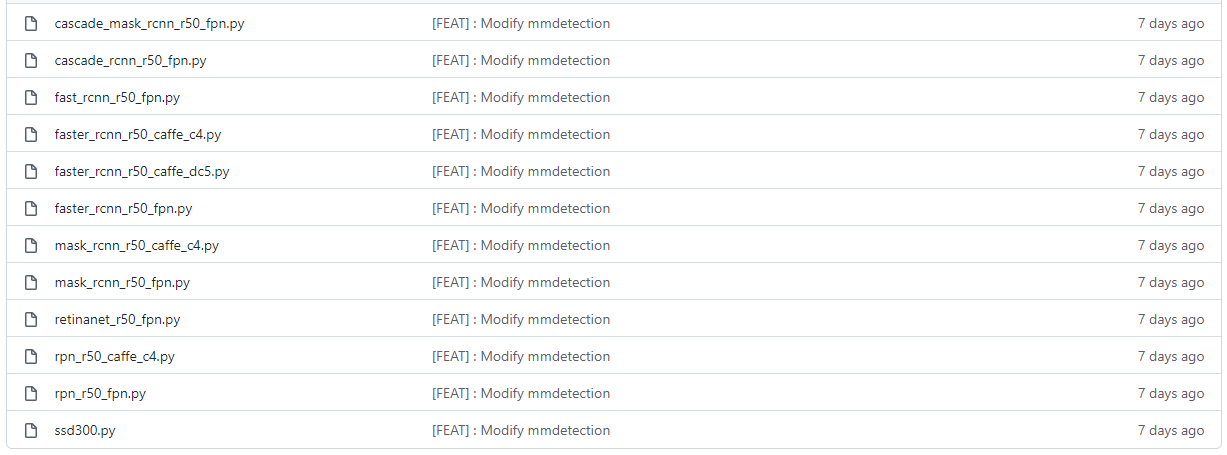 cascade_mask_rcnn_r50_fpn.py [FEAT] : Modify mmdetection 7 days ago
cascade_rcnn_r50_fpn.py [FEAT] : Modify mmdetection 7 days ago
fast_rcnn_r50_fpn.py [FEAT] : Modify mmdetection 7 days ago
faster_rcnn_r50_caffe_c4.py [FEAT] : Modify mmdetection 7 days ago
faster_rcnn_r50_caffe_dc5.py [FEAT] : Modify mmdetection 7 days ago
faster_rcnn_r50_fpn.py [FEAT] : Modify mmdetection 7 days ago
mask_rcnn_r50_caffe_c4.py [FEAT] : Modify mmdetection 7 days ago
mask_rcnn_r50_fpn.py [FEAT] : Modify mmdetection 7 days ago
retinanet_r50_fpn.py [FEAT] : Modify mmdetection 7 days ago
rpn_r50_caffe_c4.py [FEAT] : Modify mmdetection 7 days ago
rpn_r50_fpn.py [FEAT] : Modify mmdetection 7 days ago
ssd300.py [FEAT] : Modify mmdetection 7 days ago